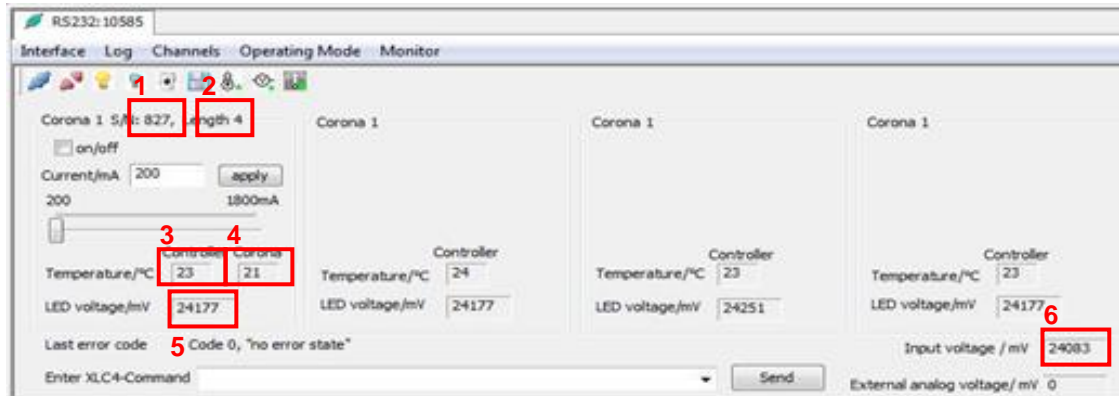 RS232:10585
Interface Log Channels Operating Mode Monitor
1 2
Corona 1 S/N: 827, Length 4 Corona 1 Corona 1 Corona 1
on/off
Current/mA 200 apply
200 1800mA
3 4
Controller Corona Controller Controller Controller
Temperature/°C 23 21 Temperature/°C 24 Temperature/°C 23 Temperature/°C 23
LED voltage/mV 24177 LED voltage/mV 24177 LED voltage/mV 24251 LED voltage/mV 24177
6
Last error code 5 Code 0, "no error state" Input voltage / mV 24083
Enter XLC4-Command Send External analog voltage/ mV 0